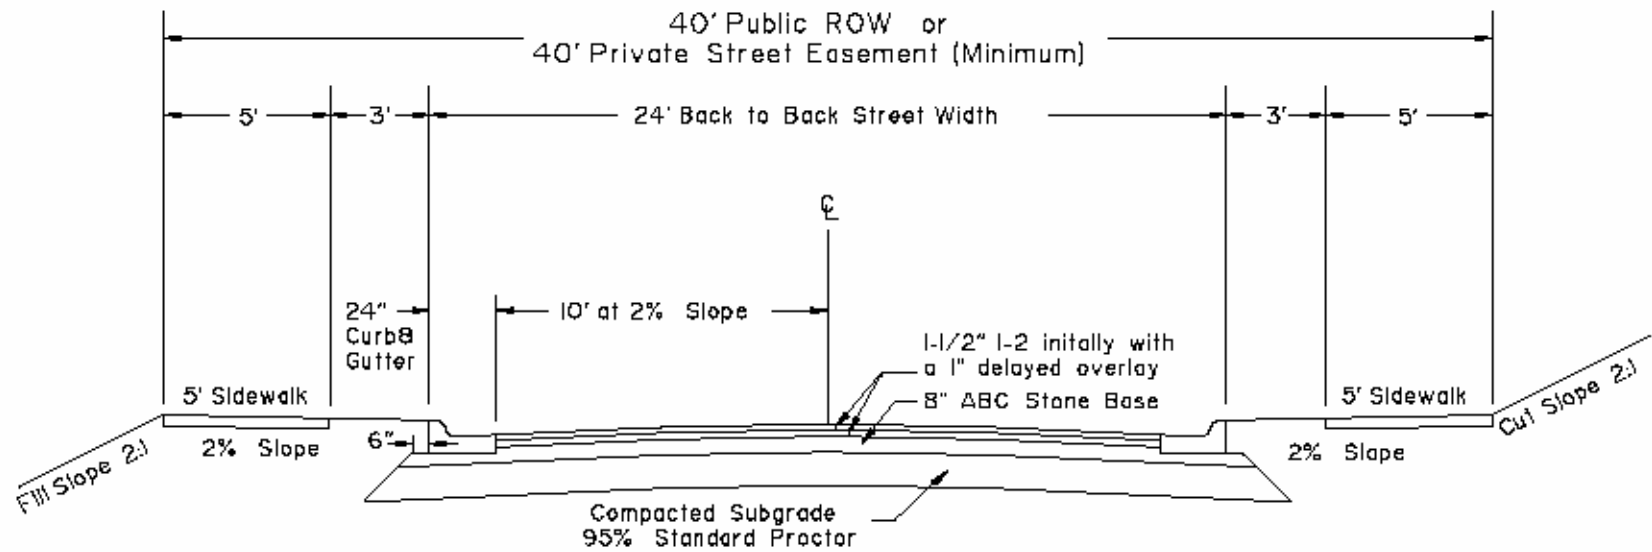 40' Public ROW or
40' Private Street Easement (Minimum)
5'
3'
24' Back to Back Street Width
3'
5'
℄
24"
Curb&
Gutter
10' at 2% Slope
1-1/2" I-2 initally with
a 1" delayed overlay
8" ABC Stone Base
5' Sidewalk
5' Sidewalk
2% Slope
6"
2% Slope
Fill Slope 2:1
Cut Slope 2:1
Compacted Subgrade
95% Standard Proctor